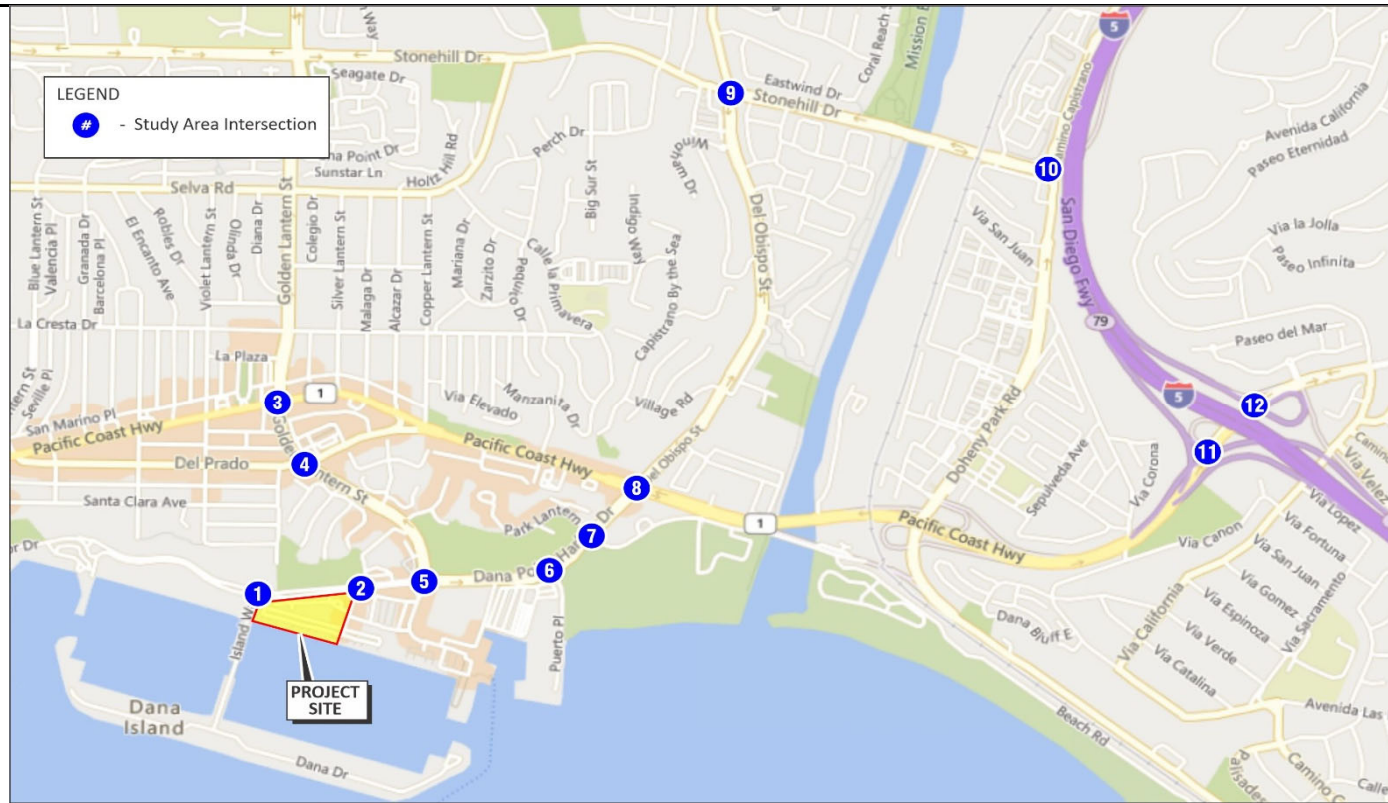 LEGEND
# - Study Area Intersection
Stonehill Dr
Seagate Dr
Sunstar Ln
Selva Rd
Holtz Hill Rd
Perch Dr
Big Sur St
Indigo Way
Capistrano By the Sea
Del Obispo St
Eastwind Dr
Stonehill Dr
Coral Reach
Camino Capistrano
5
San Diego Fwy
79
5
Avenida California
Paseo Eternidad
Via la Jolla
Paseo Infinita
Paseo del Mar
Via San Juan
Blue Lantern St
Valencia Pl
Granada Dr
Barcelona Pl
El Encanto Ave
Robles Dr
Violet Lantern St
Olinda Dr
Diana Dr
Golden Lantern St
Colegio Dr
Silver Lantern St
Malaga Dr
Alcazar Dr
Copper Lantern St
Mariana Dr
Zarzito Dr
Calle la Primavera
La Cresta Dr
La Plaza
Seville Pl
San Marino Pl
Pacific Coast Hwy
1
Via Elevado
Manzanita Dr
Village Rd
Pacific Coast Hwy
Del Prado
Santa Clara Ave
Park Lantern
1
Doheny Park Rd
Sepulveda Ave
Via Corona
Pacific Coast Hwy
Via Canon
Via California
Via Lopez
Via Fortuna
Via San Juan
Via Gomez
Via Espinoza
Via Verde
Via Catalina
Via Sacramento
Avenida Las
Camino C
Calle
Dana Bluff E
Beach Rd
Puerto Pl
PROJECT
SITE
Dana
Island
Dana Dr
1
2
3
4
5
6
7
8
9
10
11
12